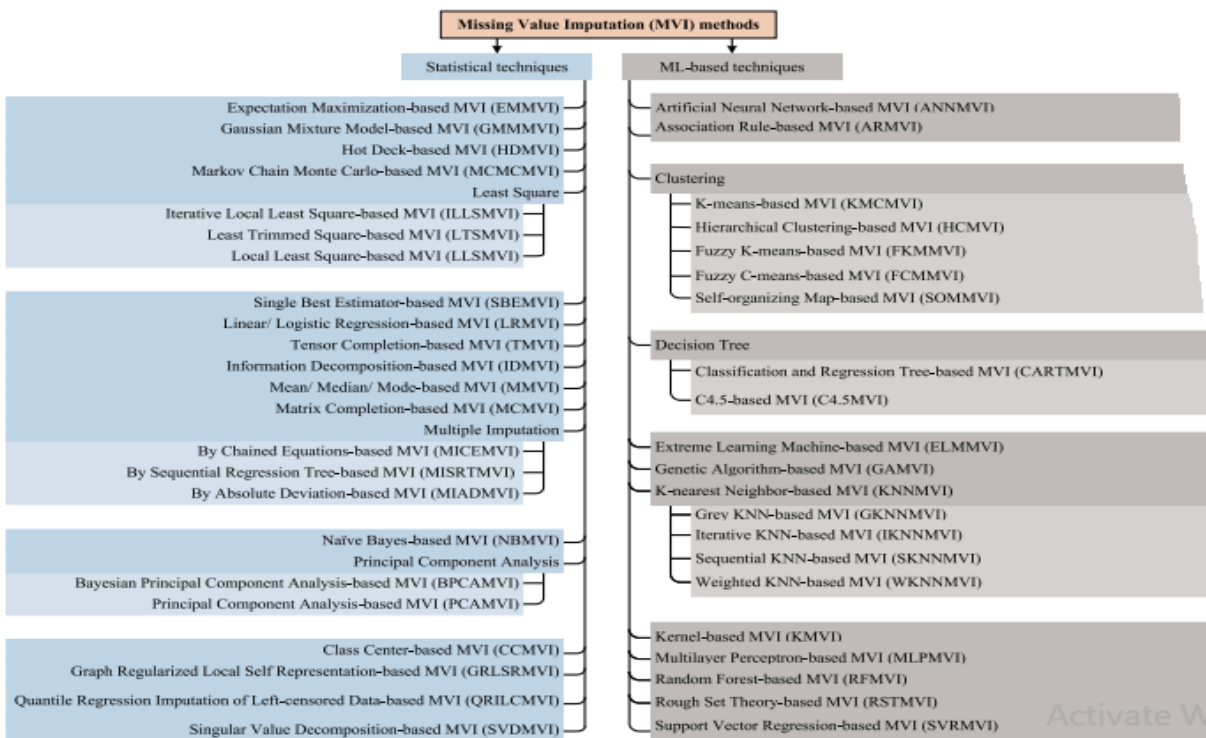 Missing Value Imputation (MVI) methods
Statistical techniques
Expectation Maximization-based MVI (EMMVI)
Gaussian Mixture Model-based MVI (GMMMVI)
Hot Deck-based MVI (HDMVI)
Markov Chain Monte Carlo-based MVI (MCMCMVI)
Least Square
Iterative Local Least Square-based MVI (ILLSMVI)
Least Trimmed Square-based MVI (LTSMVI)
Local Least Square-based MVI (LLSMVI)
Single Best Estimator-based MVI (SBEMVI)
Linear/ Logistic Regression-based MVI (LRMVI)
Tensor Completion-based MVI (TMVI)
Information Decomposition-based MVI (IDMVI)
Mean/ Median/ Mode-based MVI (MMVI)
Matrix Completion-based MVI (MCMVI)
Multiple Imputation
By Chained Equations-based MVI (MICEMVI)
By Sequential Regression Tree-based MVI (MISRTMVI)
By Absolute Deviation-based MVI (MIADMVI)
Naïve Bayes-based MVI (NBMVI)
Principal Component Analysis
Bayesian Principal Component Analysis-based MVI (BPCAMVI)
Principal Component Analysis-based MVI (PCAMVI)
Class Center-based MVI (CCMVI)
Graph Regularized Local Self Representation-based MVI (GRLSRMVI)
Quantile Regression Imputation of Left-censored Data-based MVI (QRILCMVI)
Singular Value Decomposition-based MVI (SVDMVI)
ML-based techniques
Artificial Neural Network-based MVI (ANNMVI)
Association Rule-based MVI (ARMVI)
Clustering
K-means-based MVI (KMCMVI)
Hierarchical Clustering-based MVI (HCMVI)
Fuzzy K-means-based MVI (FKMMVI)
Fuzzy C-means-based MVI (FCMMVI)
Self-organizing Map-based MVI (SOMMVI)
Decision Tree
Classification and Regression Tree-based MVI (CARTMVI)
C4.5-based MVI (C4.5MVI)
Extreme Learning Machine-based MVI (ELMMVI)
Genetic Algorithm-based MVI (GAMVI)
K-nearest Neighbor-based MVI (KNNMVI)
Grey KNN-based MVI (GKNNMVI)
Iterative KNN-based MVI (IKNNMVI)
Sequential KNN-based MVI (SKNNMVI)
Weighted KNN-based MVI (WKNNMVI)
Kernel-based MVI (KMVI)
Multilayer Perceptron-based MVI (MLPMVI)
Random Forest-based MVI (RFMVI)
Rough Set Theory-based MVI (RSTMVI)
Support Vector Regression-based MVI (SVRMVI)
Activate W